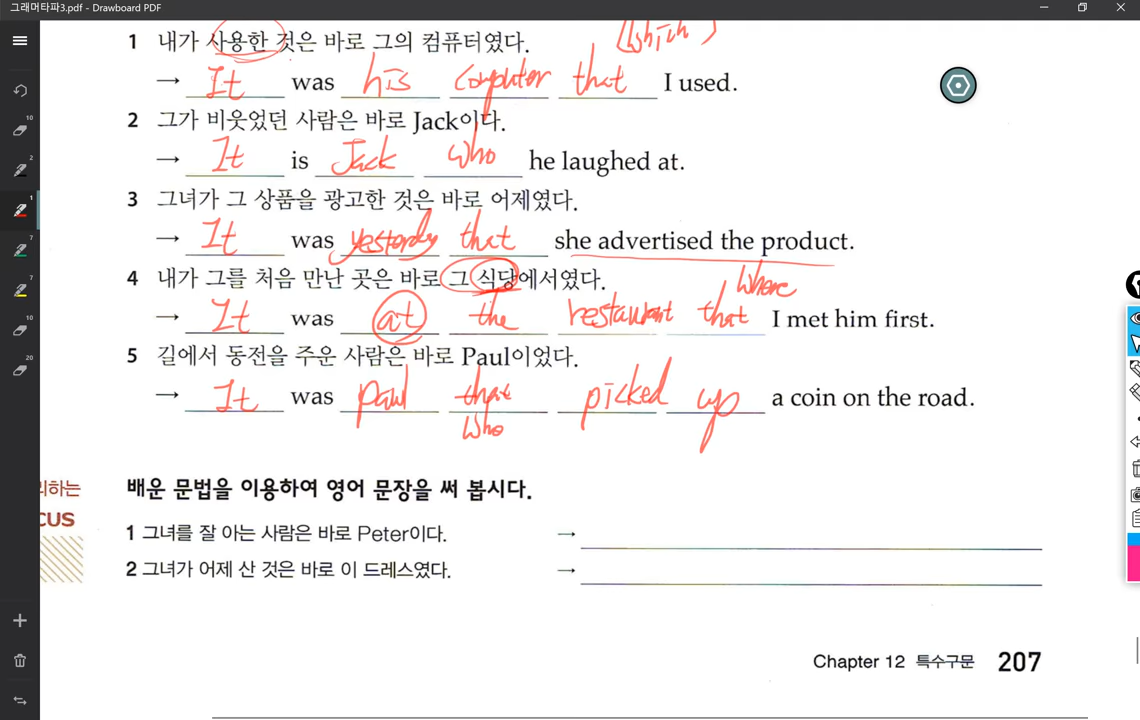 그래머타파3.pdf - Drawboard PDF
(which)
1 내가 사용한 것은 바로 그의 컴퓨터였다.
→ It was his computer that I used.
2 그가 비웃었던 사람은 바로 Jack이다.
→ It is Jack who he laughed at.
3 그녀가 그 상품을 광고한 것은 바로 어제였다.
→ It was yesterday that she advertised the product.
4 내가 그를 처음 만난 곳은 바로 그 식당에서였다.
where
→ It was at the restaurant that I met him first.
5 길에서 동전을 주운 사람은 바로 Paul이었다.
→ It was paul that picked up a coin on the road.
who
하는
CUS
배운 문법을 이용하여 영어 문장을 써 봅시다.
1 그녀를 잘 아는 사람은 바로 Peter이다. →
2 그녀가 어제 산 것은 바로 이 드레스였다. →
Chapter 12 특수구문 207
10
2
1
7
7
10
20